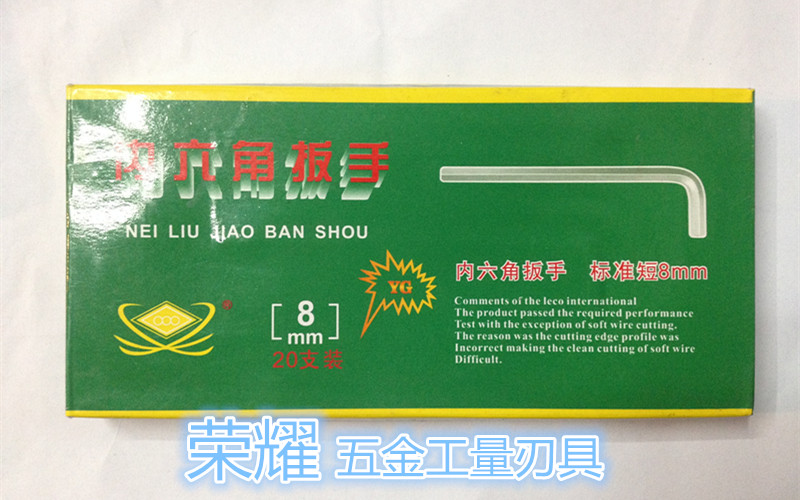 内六角扳手
NEI LIU JIAO BAN SHOU
8
mm
20支装
YG
内六角扳手 标准短8mm
Comments of the leco international
The product passed the required performance
Test with the exception of soft wire cutting.
The reason was the cutting edge profile was
Incorrect making the clean cutting of soft wire
Difficult.
荣耀 五金工量刃具